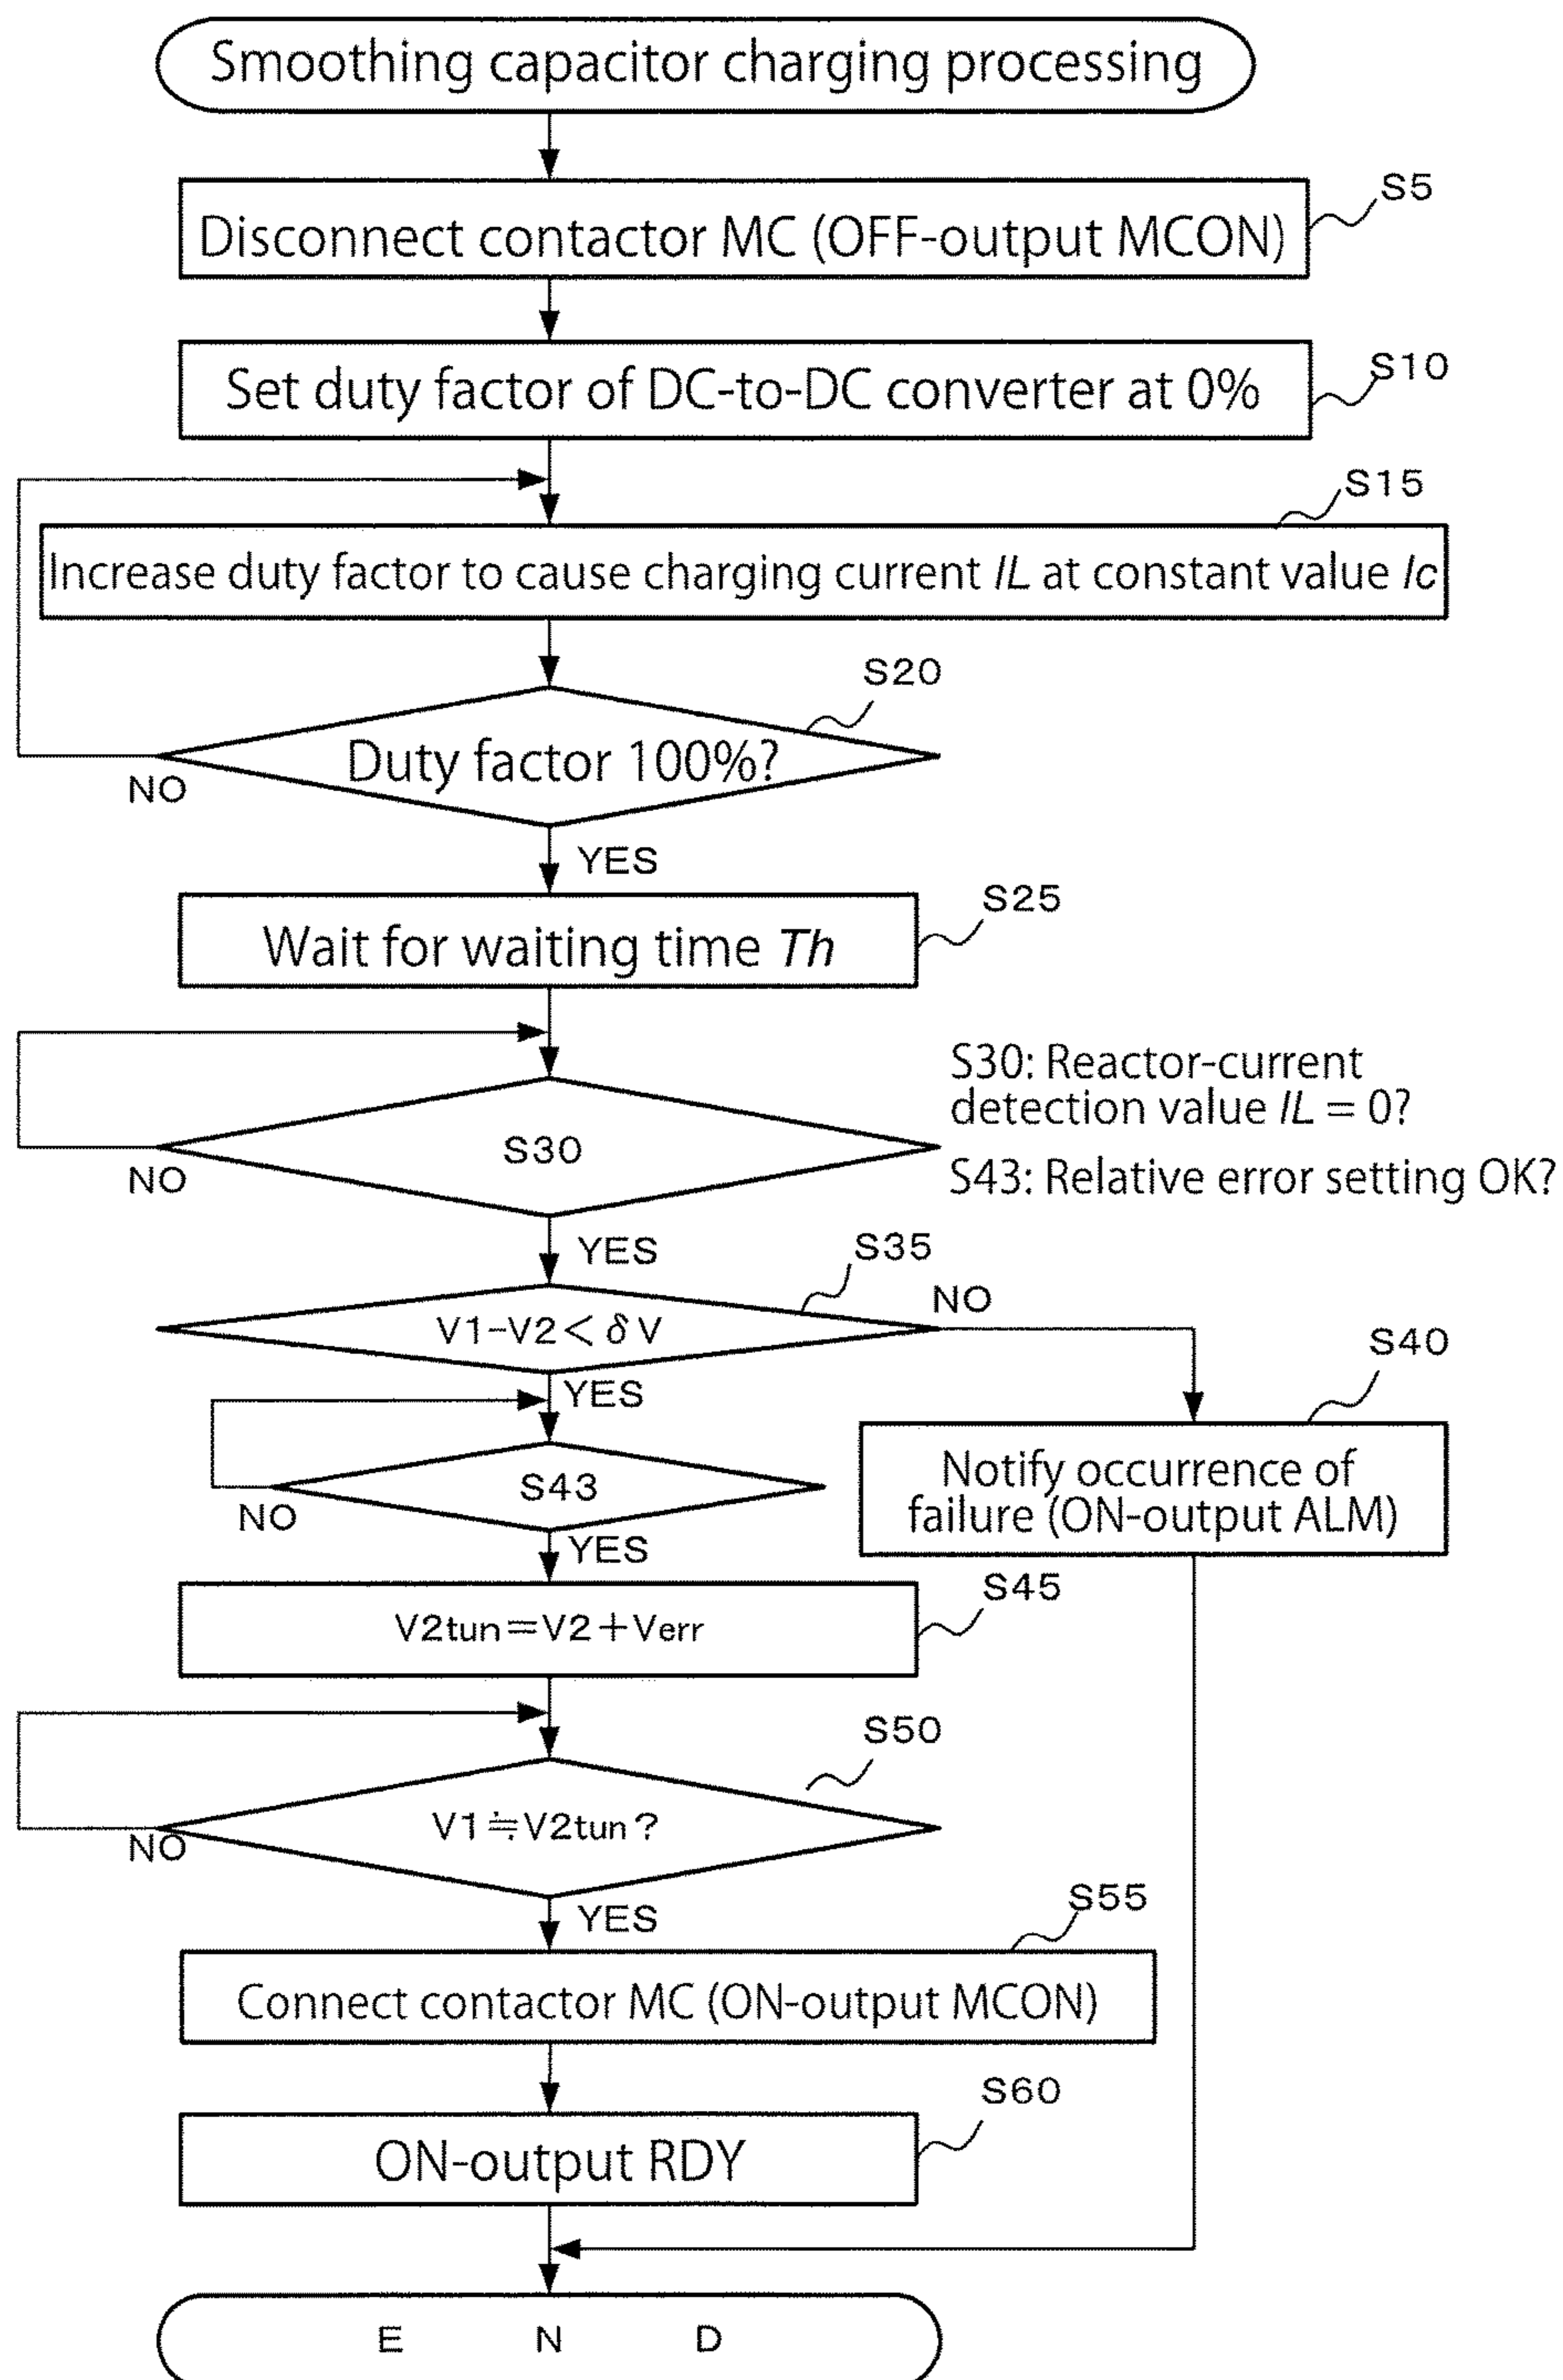 Smoothing capacitor charging processing
S5
Disconnect contactor MC (OFF-output MCON)
S10
Set duty factor of DC-to-DC converter at 0%
S15
Increase duty factor to cause charging current IL at constant value Ic
S20
Duty factor 100%?
NO
YES
S25
Wait for waiting time Th
S30: Reactor-current
detection value IL = 0?
S30
NO
S43: Relative error setting OK?
YES
S35
NO
V1-V2<δV
S40
YES
S43
NO
Notify occurrence of
failure (ON-output ALM)
YES
S45
V2tun=V2+Verr
S50
V1≒V2tun?
NO
YES
S55
Connect contactor MC (ON-output MCON)
S60
ON-output RDY
E N D